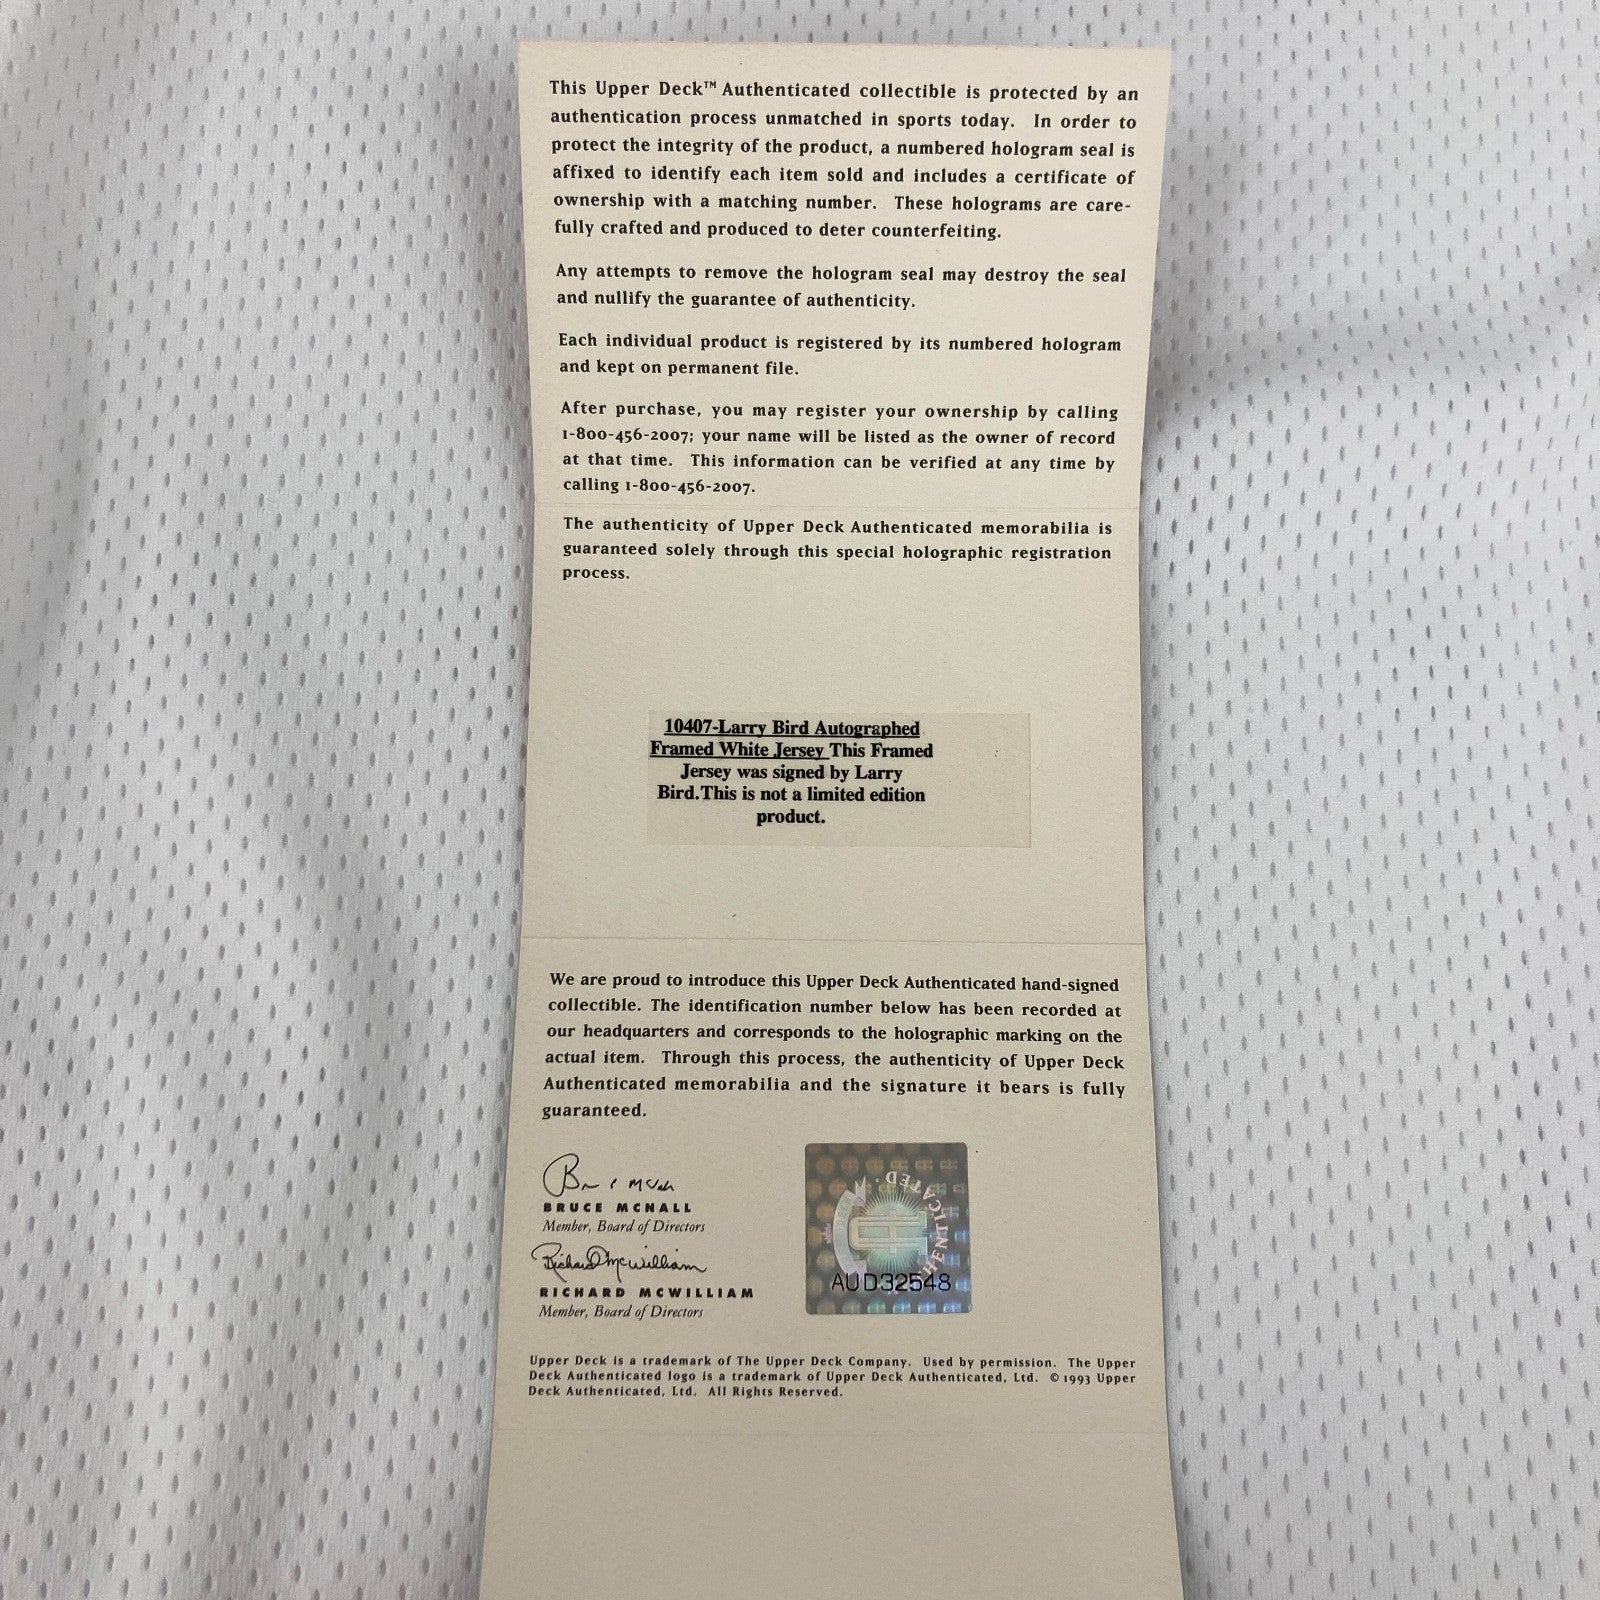 This Upper Deck™ Authenticated collectible is protected by an
authentication process unmatched in sports today. In order to
protect the integrity of the product, a numbered hologram seal is
affixed to identify each item sold and includes a certificate of
ownership with a matching number. These holograms are care-
fully crafted and produced to deter counterfeiting.
Any attempts to remove the hologram seal may destroy the seal
and nullify the guarantee of authenticity.
Each individual product is registered by its numbered hologram
and kept on permanent file.
After purchase, you may register your ownership by calling
1-800-456-2007; your name will be listed as the owner of record
at that time. This information can be verified at any time by
calling 1-800-456-2007.
The authenticity of Upper Deck Authenticated memorabilia is
guaranteed solely through this special holographic registration
process.
10407-Larry Bird Autographed
Framed White Jersey This Framed
Jersey was signed by Larry
Bird.This is not a limited edition
product.
We are proud to introduce this Upper Deck Authenticated hand-signed
collectible. The identification number below has been recorded at
our headquarters and corresponds to the holographic marking on the
actual item. Through this process, the authenticity of Upper Deck
Authenticated memorabilia and the signature it bears is fully
guaranteed.
BRUCE MCNALL
Member, Board of Directors
Richard McWilliam
RICHARD MCWILLIAM
Member, Board of Directors
AUD32548
Upper Deck is a trademark of The Upper Deck Company. Used by permission. The Upper
Deck Authenticated logo is a trademark of Upper Deck Authenticated, Ltd. © 1993 Upper
Deck Authenticated, Ltd. All Rights Reserved.